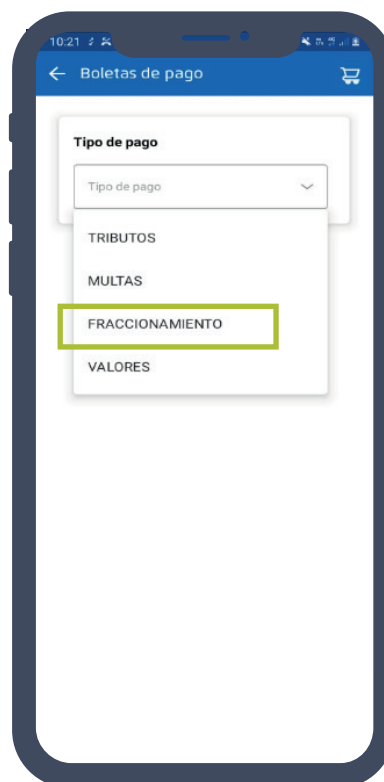 10:21
Boletas de pago
Tipo de pago
Tipo de pago
TRIBUTOS
MULTAS
FRACCIONAMIENTO
VALORES